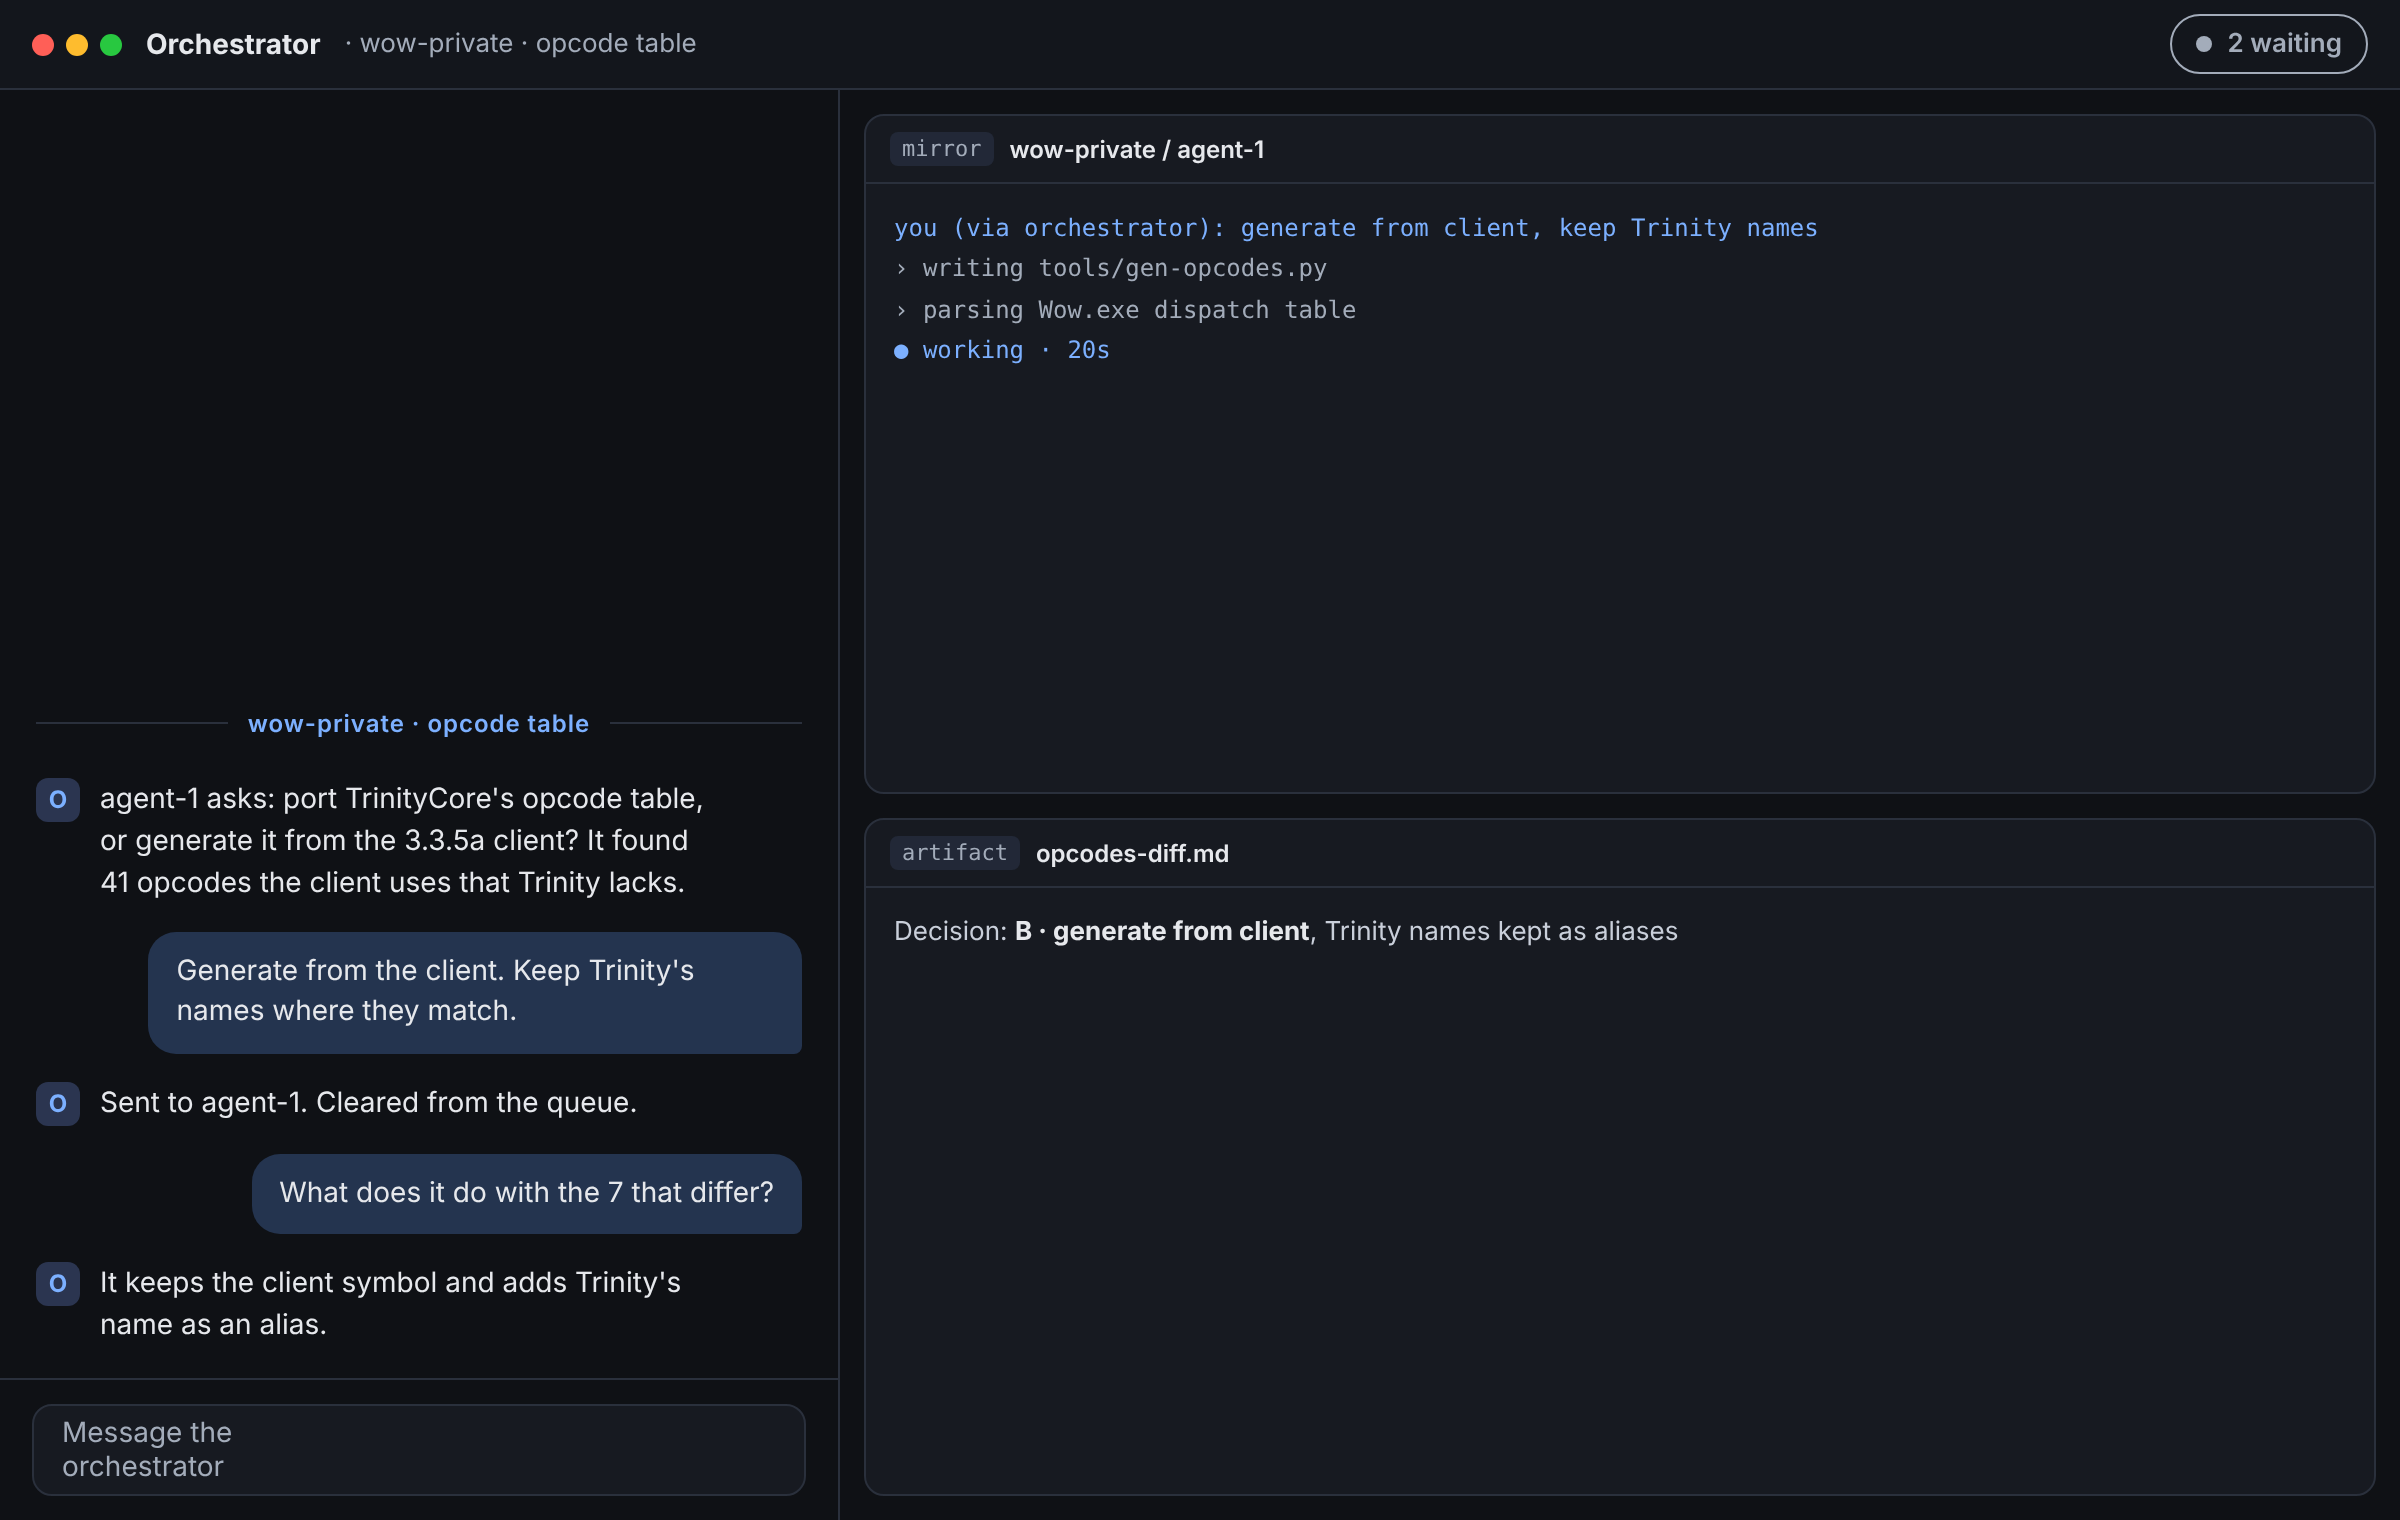 Orchestrator · wow-private · opcode table
2 waiting
wow-private · opcode table
O
agent-1 asks: port TrinityCore's opcode table,
or generate it from the 3.3.5a client? It found
41 opcodes the client uses that Trinity lacks.
Generate from the client. Keep Trinity's
names where they match.
O
Sent to agent-1. Cleared from the queue.
What does it do with the 7 that differ?
O
It keeps the client symbol and adds Trinity's
name as an alias.
Message the
orchestrator
mirror wow-private / agent-1
you (via orchestrator): generate from client, keep Trinity names
› writing tools/gen-opcodes.py
› parsing Wow.exe dispatch table
● working · 20s
artifact opcodes-diff.md
Decision: B · generate from client, Trinity names kept as aliases